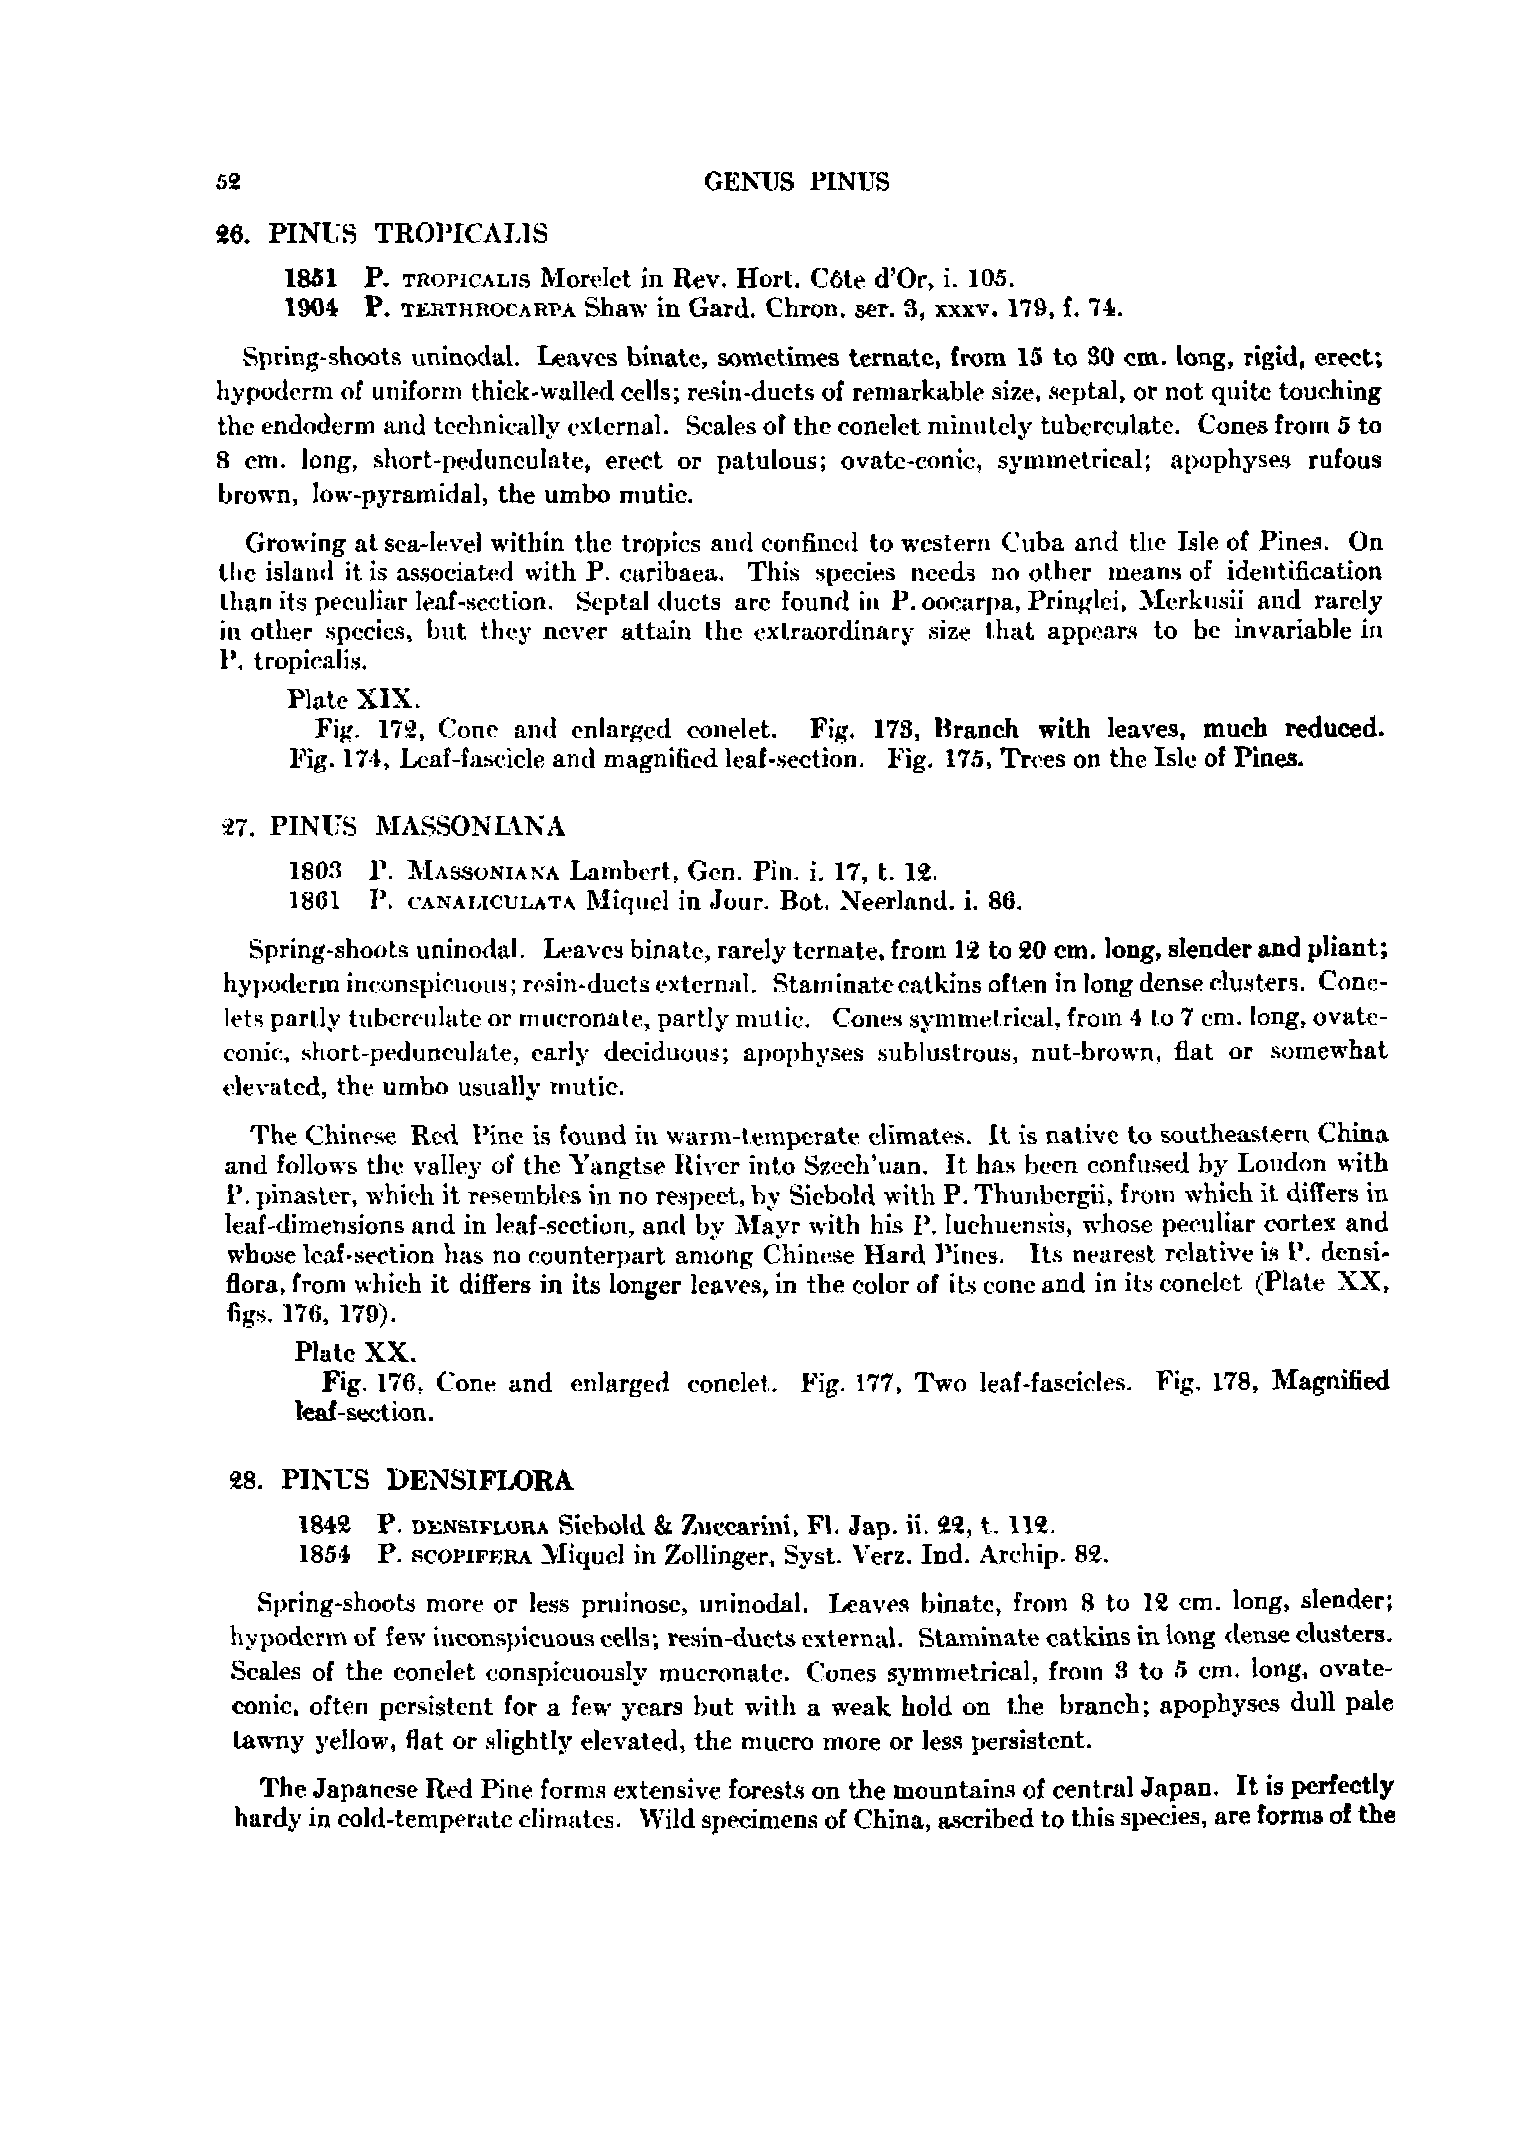 52 GENUS PINUS
26. PINUS TROPICALIS
1851 P. TROPICALIS Morelet in Rev. Hort. Côte d'Or, i. 105.
1904 P. TERTHROCARPA Shaw in Gard. Chron. ser. 3, xxxv. 179, f. 74.
Spring-shoots uninodal. Leaves binate, sometimes ternate, from 15 to 30 cm. long, rigid, erect;
hypoderm of uniform thick-walled cells; resin-ducts of remarkable size, septal, or not quite touching
the endoderm and technically external. Scales of the conelet minutely tuberculate. Cones from 5 to
8 cm. long, short-pedunculate, erect or patulous; ovate-conic, symmetrical; apophyses rufous
brown, low-pyramidal, the umbo mutic.
Growing at sea-level within the tropics and confined to western Cuba and the Isle of Pines. On
the island it is associated with P. caribaea. This species needs no other means of identification
than its peculiar leaf-section. Septal ducts are found in P. oocarpa, Pringlei, Merkusii and rarely
in other species, but they never attain the extraordinary size that appears to be invariable in
P. tropicalis.
Plate XIX.
Fig. 172, Cone and enlarged conelet. Fig. 173, Branch with leaves, much reduced.
Fig. 174, Leaf-fascicle and magnified leaf-section. Fig. 175, Trees on the Isle of Pines.
27. PINUS MASSONIANA
1803 P. MASSONIANA Lambert, Gen. Pin. i. 17, t. 12.
1861 P. CANALICULATA Miquel in Jour. Bot. Neerland. i. 86.
Spring-shoots uninodal. Leaves binate, rarely ternate, from 12 to 20 cm. long, slender and pliant;
hypoderm inconspicuous; resin-ducts external. Staminate catkins often in long dense clusters. Cone-
lets partly tuberculate or mucronate, partly mutic. Cones symmetrical, from 4 to 7 cm. long, ovate-
conic, short-pedunculate, early deciduous; apophyses sublustrous, nut-brown, flat or somewhat
elevated, the umbo usually mutic.
The Chinese Red Pine is found in warm-temperate climates. It is native to southeastern China
and follows the valley of the Yangtse River into Szech'uan. It has been confused by Loudon with
P. pinaster, which it resembles in no respect, by Siebold with P. Thunbergii, from which it differs in
leaf-dimensions and in leaf-section, and by Mayr with his P. luchuensis, whose peculiar cortex and
whose leaf-section has no counterpart among Chinese Hard Pines. Its nearest relative is P. densi-
flora, from which it differs in its longer leaves, in the color of its cone and in its conelet (Plate XX,
figs. 176, 179).
Plate XX.
Fig. 176, Cone and enlarged conelet. Fig. 177, Two leaf-fascicles. Fig. 178, Magnified
leaf-section.
28. PINUS DENSIFLORA
1842 P. DENSIFLORA Siebold & Zuccarini, Fl. Jap. ii. 22, t. 112.
1854 P. SCOPIFERA Miquel in Zollinger, Syst. Verz. Ind. Archip. 82.
Spring-shoots more or less pruinose, uninodal. Leaves binate, from 8 to 12 cm. long, slender;
hypoderm of few inconspicuous cells; resin-ducts external. Staminate catkins in long dense clusters.
Scales of the conelet conspicuously mucronate. Cones symmetrical, from 3 to 5 cm. long, ovate-
conic, often persistent for a few years but with a weak hold on the branch; apophyses dull pale
tawny yellow, flat or slightly elevated, the mucro more or less persistent.
The Japanese Red Pine forms extensive forests on the mountains of central Japan. It is perfectly
hardy in cold-temperate climates. Wild specimens of China, ascribed to this species, are forms of the